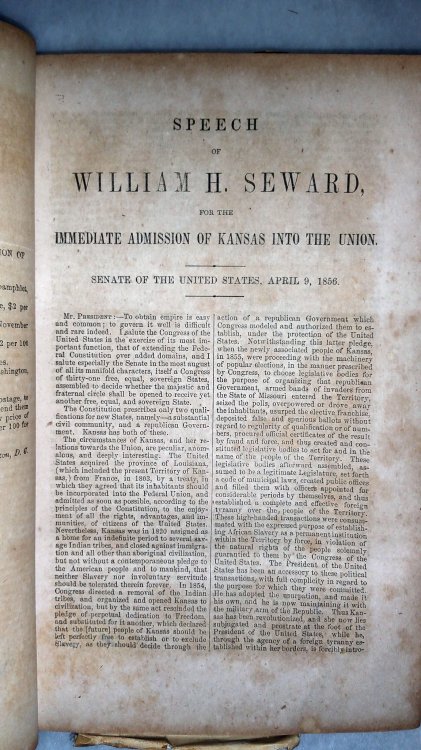 ION OF
pamphlet,
e, $2 per
November
2 per 100
ces.
shington,
ostage, to
end them
r price of
er 100 for
on, D. C.
SPEECH
OF
WILLIAM H. SEWARD,
FOR THE
IMMEDIATE ADMISSION OF KANSAS INTO THE UNION.
SENATE OF THE UNITED STATES, APRIL 9, 1856.
MR. PRESIDENT:—To obtain empire is easy
and common; to govern it well is difficult
and rare indeed. I salute the Congress of the
United States in the exercise of its most im-
portant function, that of extending the Fede-
ral Constitution over added domains, and I
salute especially the Senate in the most august
of all its manifold characters, itself a Congress
of thirty-one free, equal, sovereign States,
assembled to decide whether the majestic and
fraternal circle shall be opened to receive yet
another free, equal, and sovereign State.
The Constitution prescribes only two quali-
fications for new States, namely—a substantial
civil community, and a republican Govern-
ment. Kansas has both of these.
The circumstances of Kansas, and her re-
lations towards the Union, are peculiar, anom-
alous, and deeply interesting. The United
States acquired the province of Louisiana,
(which included the present Territory of Kan-
sas,) from France, in 1803, by a treaty, in
which they agreed that its inhabitants should
be incorporated into the Federal Union, and
admitted as soon as possible, according to the
principles of the Constitution, to the enjoy-
ment of all the rights, advantages, and im-
munities, of citizens of the United States.
Nevertheless, Kansas was in 1820 assigned as
a home for an indefinite period to several sav-
age Indian tribes, and closed against immigra-
tion and all other than aboriginal civilization,
but not without a contemporaneous pledge to
the American people and to mankind, that
neither Slavery nor involuntary servitude
should be tolerated therein forever. In 1854,
Congress directed a removal of the Indian
tribes, and organized and opened Kansas to
civilization, but by the same act rescinded the
pledge of perpetual dedication to Freedom,
and substituted for it another, which declared
that the [future] people of Kansas should be
left perfectly free to establish or to exclude
Slavery, as they should decide through the
action of a republican Government which
Congress modeled and authorized them to es-
tablish, under the protection of the United
States. Notwithstanding this latter pledge,
when the newly associated people of Kansas,
in 1855, were proceeding with the machinery
of popular elections, in the manner prescribed
by Congress, to choose legislative bodies for
the purpose of organizing that republican
Government, armed bands of invaders from
the State of Missouri entered the Territory,
seized the polls, overpowered or drove away
the inhabitants, usurped the elective franchise,
deposited false and spurious ballots without
regard to regularity of qualification or of num-
bers, procured official certificates of the result
by fraud and force, and thus created and con-
stituted legislative bodies to act for and in the
name of the people of the Territory. These
legislative bodies afterward assembled, as-
sumed to be a legitimate Legislature, set forth
a code of municipal laws, created public officers
and filled them with officers appointed for
considerable periods by themselves, and thus
established a complete and effective foreign
tyranny over the people of the Territory.
These high-handed transactions were consum-
mated with the expressed purpose of establish-
ing African Slavery as a permanent institution
within the Territory by force, in violation of
the natural rights of the people solemnly
guarantied to them by the Congress of the
United States. The President of the United
States has been an accessory to these political
transactions, with full complicity in regard to
the purpose for which they were committed.
He has adopted the usurpation, and made it
his own, and he is now maintaining it with
the military arm of the Republic. Thus Kan-
sas has been revolutionized, and she now lies
subjugated and prostrate at the foot of the
President of the United States, while he,
through the agency of a foreign tyranny es-
tablished within her borders, is forcibly intro-